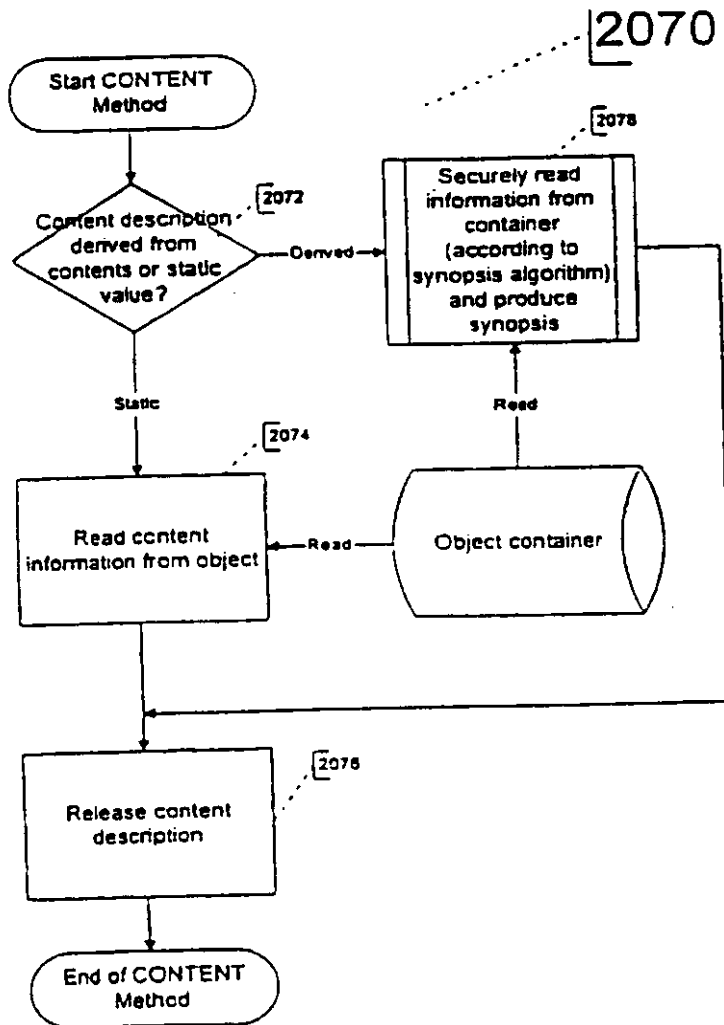 2070
Start CONTENT
Method
2078
2072
Content description
derived from
contents or static
value?
Derived
Securely read
information from
container
(according to
synopsis algorithm)
and produce
synopsis
Static
Read
2074
Read content
information from object
Read
Object container
2076
Release content
description
End of CONTENT
Method